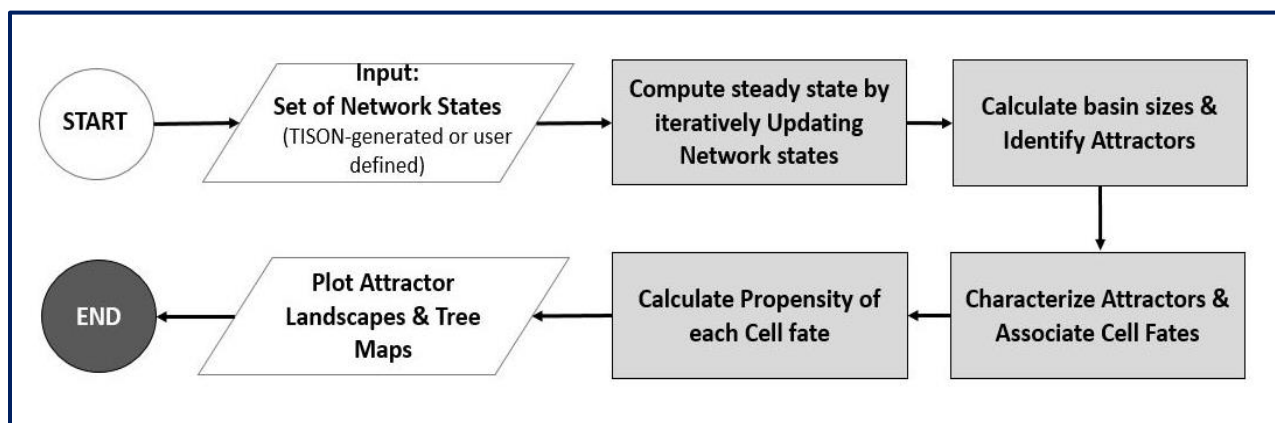 START
Input:
Set of Network States
(TISON-generated or user
defined)
Compute steady state by
iteratively Updating
Network states
Calculate basin sizes &
Identify Attractors
Characterize Attractors &
Associate Cell Fates
Calculate Propensity of
each Cell fate
Plot Attractor
Landscapes & Tree
Maps
END